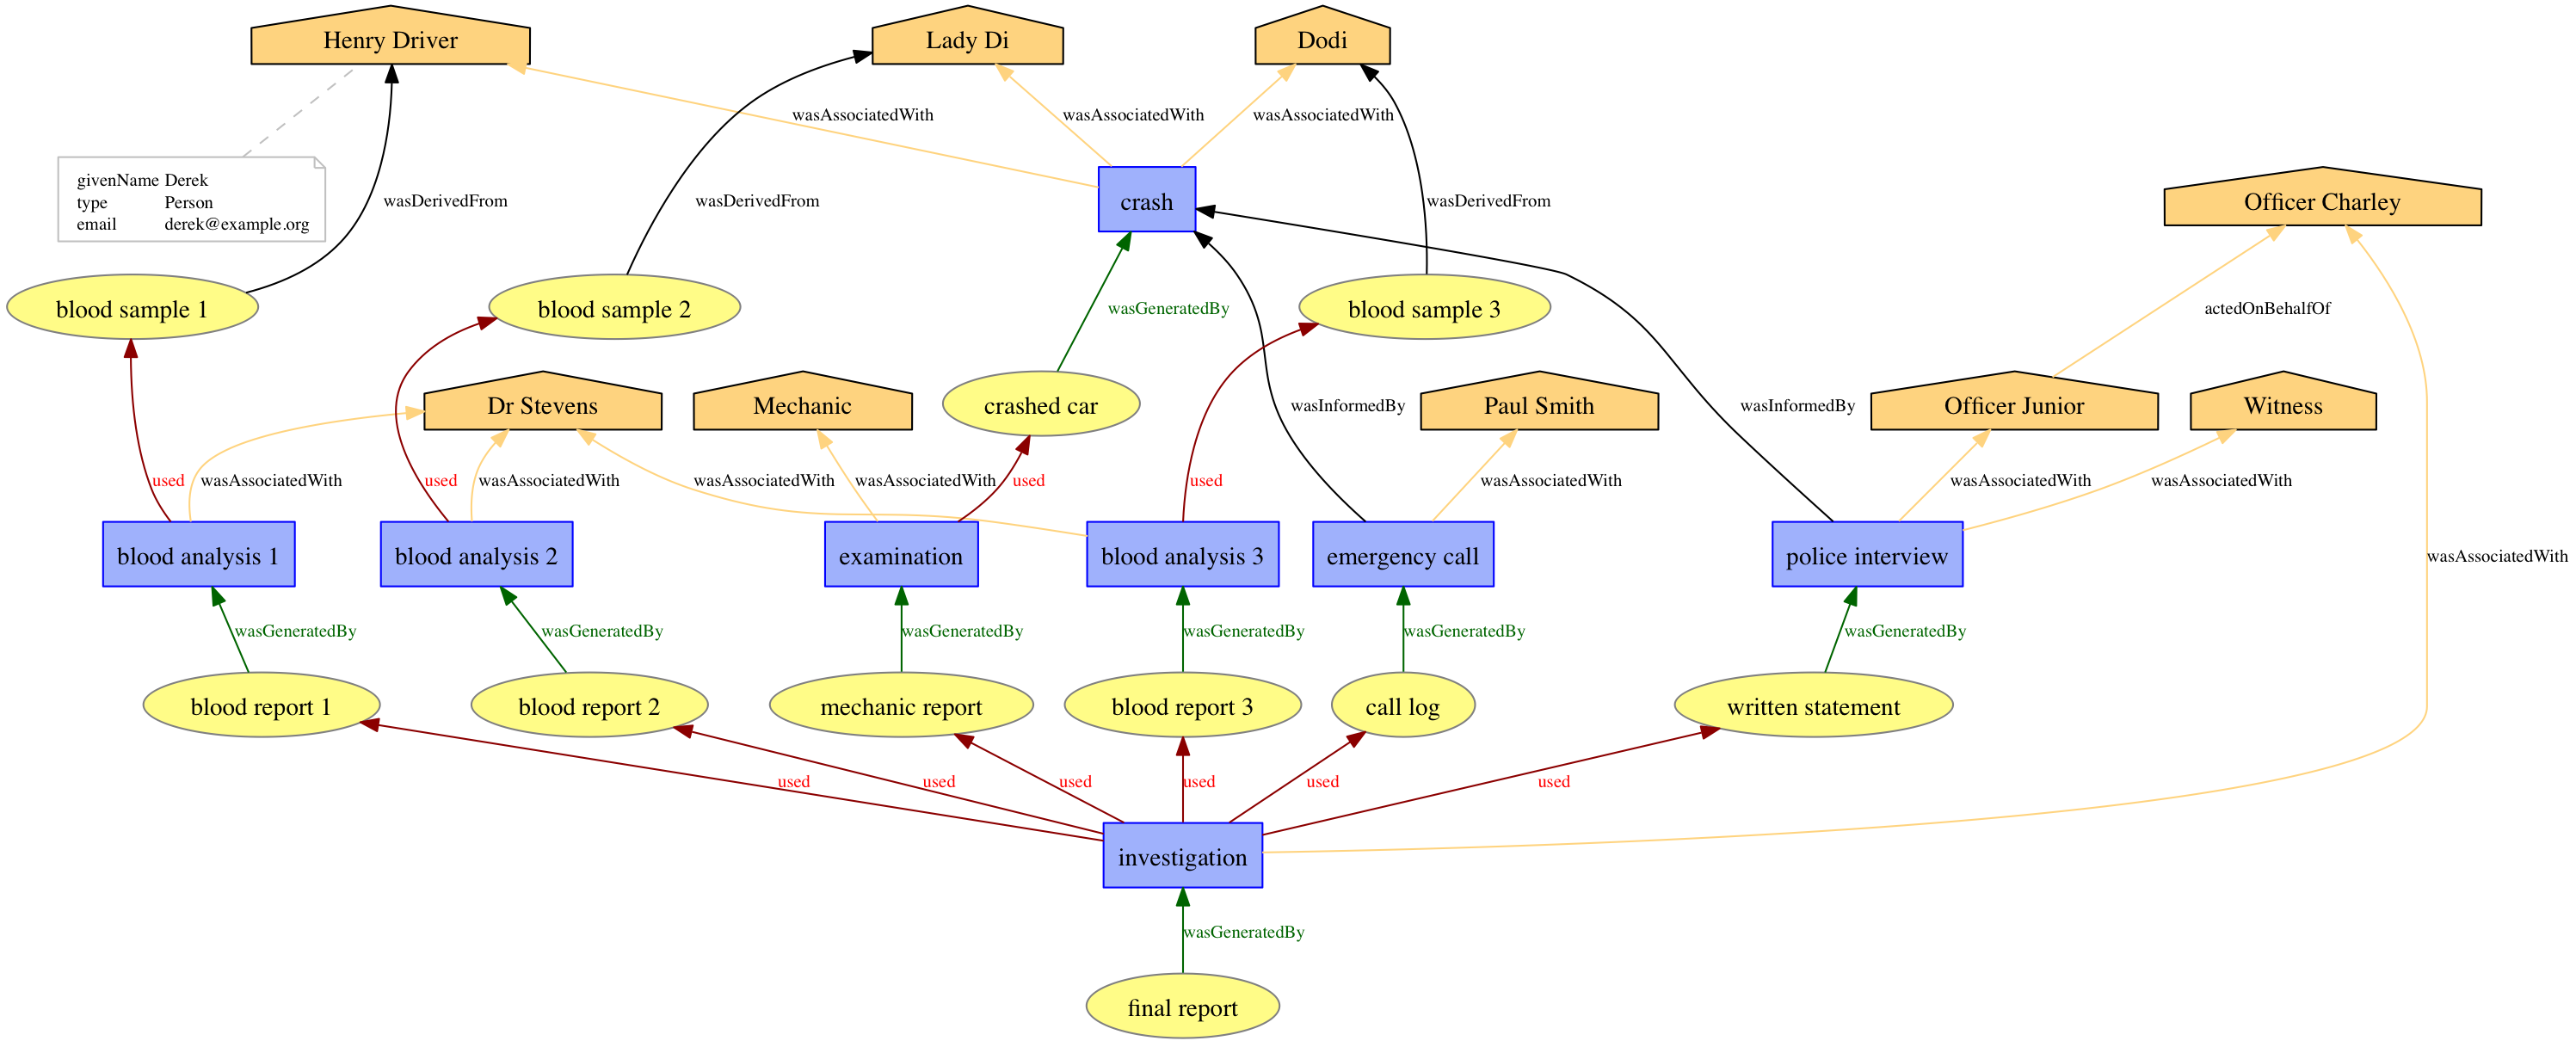 Henry Driver
Lady Di
Dodi
wasAssociatedWith
wasAssociatedWith
wasAssociatedWith
givenName Derek
type Person
email derek@example.org
wasDerivedFrom
wasDerivedFrom
crash
wasDerivedFrom
Officer Charley
blood sample 1
blood sample 2
wasGeneratedBy
blood sample 3
actedOnBehalfOf
Dr Stevens
Mechanic
crashed car
wasInformedBy
Paul Smith
wasInformedBy
Officer Junior
Witness
used
wasAssociatedWith
used
wasAssociatedWith
wasAssociatedWith
wasAssociatedWith
used
used
wasAssociatedWith
wasAssociatedWith
wasAssociatedWith
blood analysis 1
blood analysis 2
examination
blood analysis 3
emergency call
police interview
wasAssociatedWith
wasGeneratedBy
wasGeneratedBy
wasGeneratedBy
wasGeneratedBy
wasGeneratedBy
wasGeneratedBy
blood report 1
blood report 2
mechanic report
blood report 3
call log
written statement
used
used
used
used
used
used
investigation
wasGeneratedBy
final report